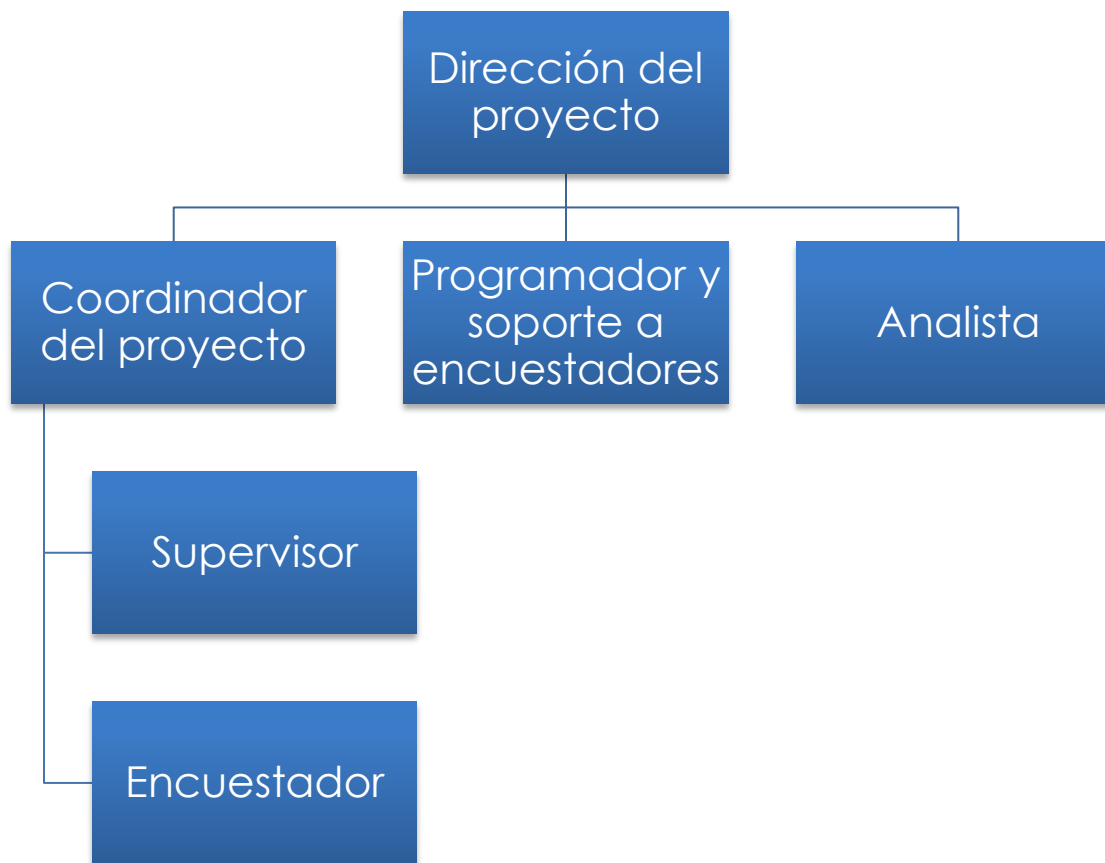 Dirección del
proyecto
Coordinador
del proyecto
Programador y
soporte a
encuestadores
Analista
Supervisor
Encuestador